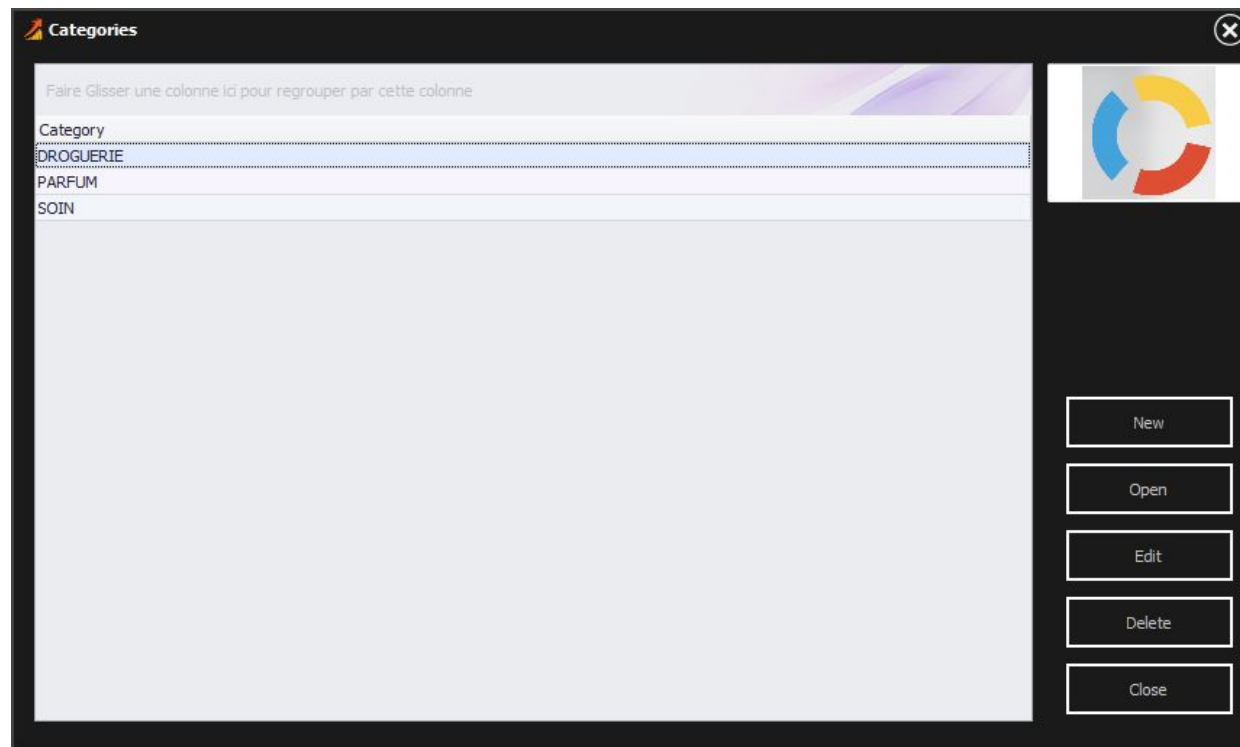 Categories
Faire Glisser une colonne ici pour regrouper par cette colonne
Category
DROGUERIE
PARFUM
SOIN
New
Open
Edit
Delete
Close